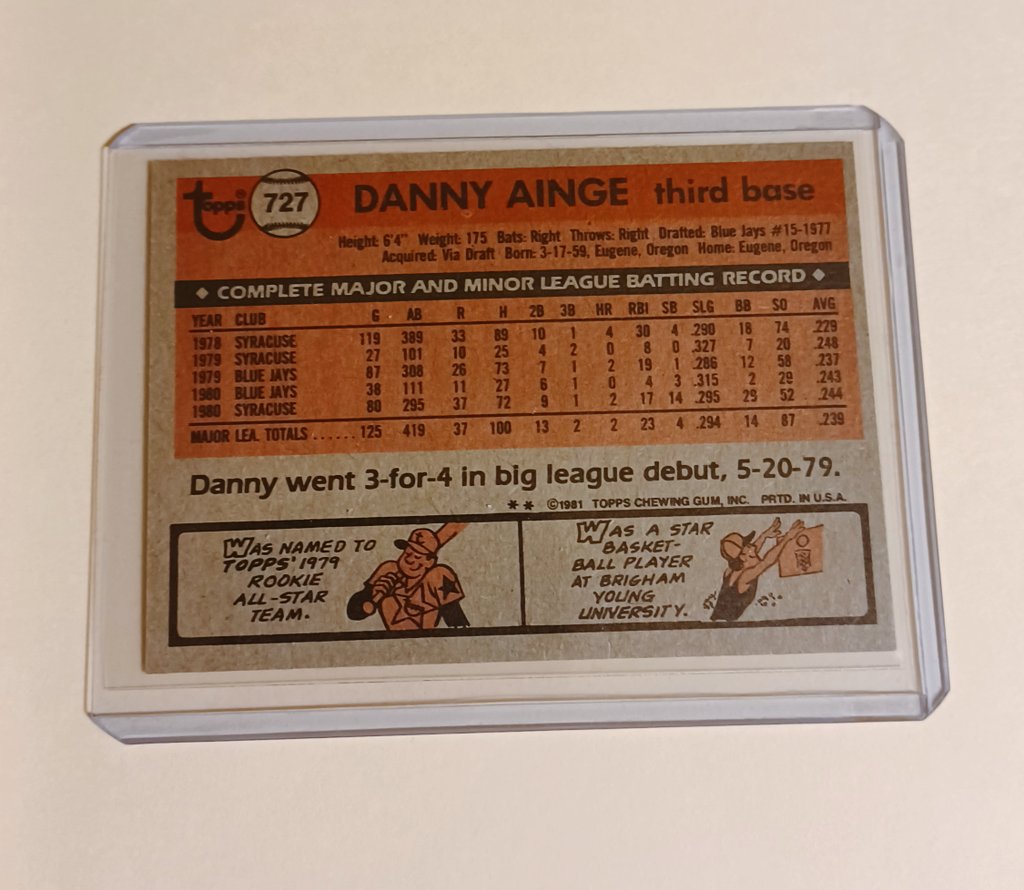 topps® 727 DANNY AINGE third base
Height: 6'4" Weight: 175 Bats: Right Throws: Right Drafted: Blue Jays #15-1977
Acquired: Via Draft Born: 3-17-59, Eugene, Oregon Home: Eugene, Oregon
◆ COMPLETE MAJOR AND MINOR LEAGUE BATTING RECORD ◆
YEAR CLUB G AB R H 2B 3B HR RBI SB SLG BB SO AVG
1978 SYRACUSE 119 389 33 89 10 1 4 30 4 .290 18 74 .229
1979 SYRACUSE 27 101 10 25 4 2 0 8 0 .327 7 20 .248
1979 BLUE JAYS 87 308 26 73 7 1 2 19 1 .286 12 58 .237
1980 BLUE JAYS 38 111 11 27 6 1 0 4 3 .315 2 29 .243
1980 SYRACUSE 80 295 37 72 9 1 2 17 14 .295 29 52 .244
MAJOR LEA. TOTALS ...... 125 419 37 100 13 2 2 23 4 .294 14 87 .239
Danny went 3-for-4 in big league debut, 5-20-79.
** ©1981 TOPPS CHEWING GUM, INC. PRTD. IN U.S.A.
WAS NAMED TO
TOPPS' 1979
ROOKIE
ALL-STAR
TEAM.
WAS A STAR
BASKET-
BALL PLAYER
AT BRIGHAM
YOUNG
UNIVERSITY.